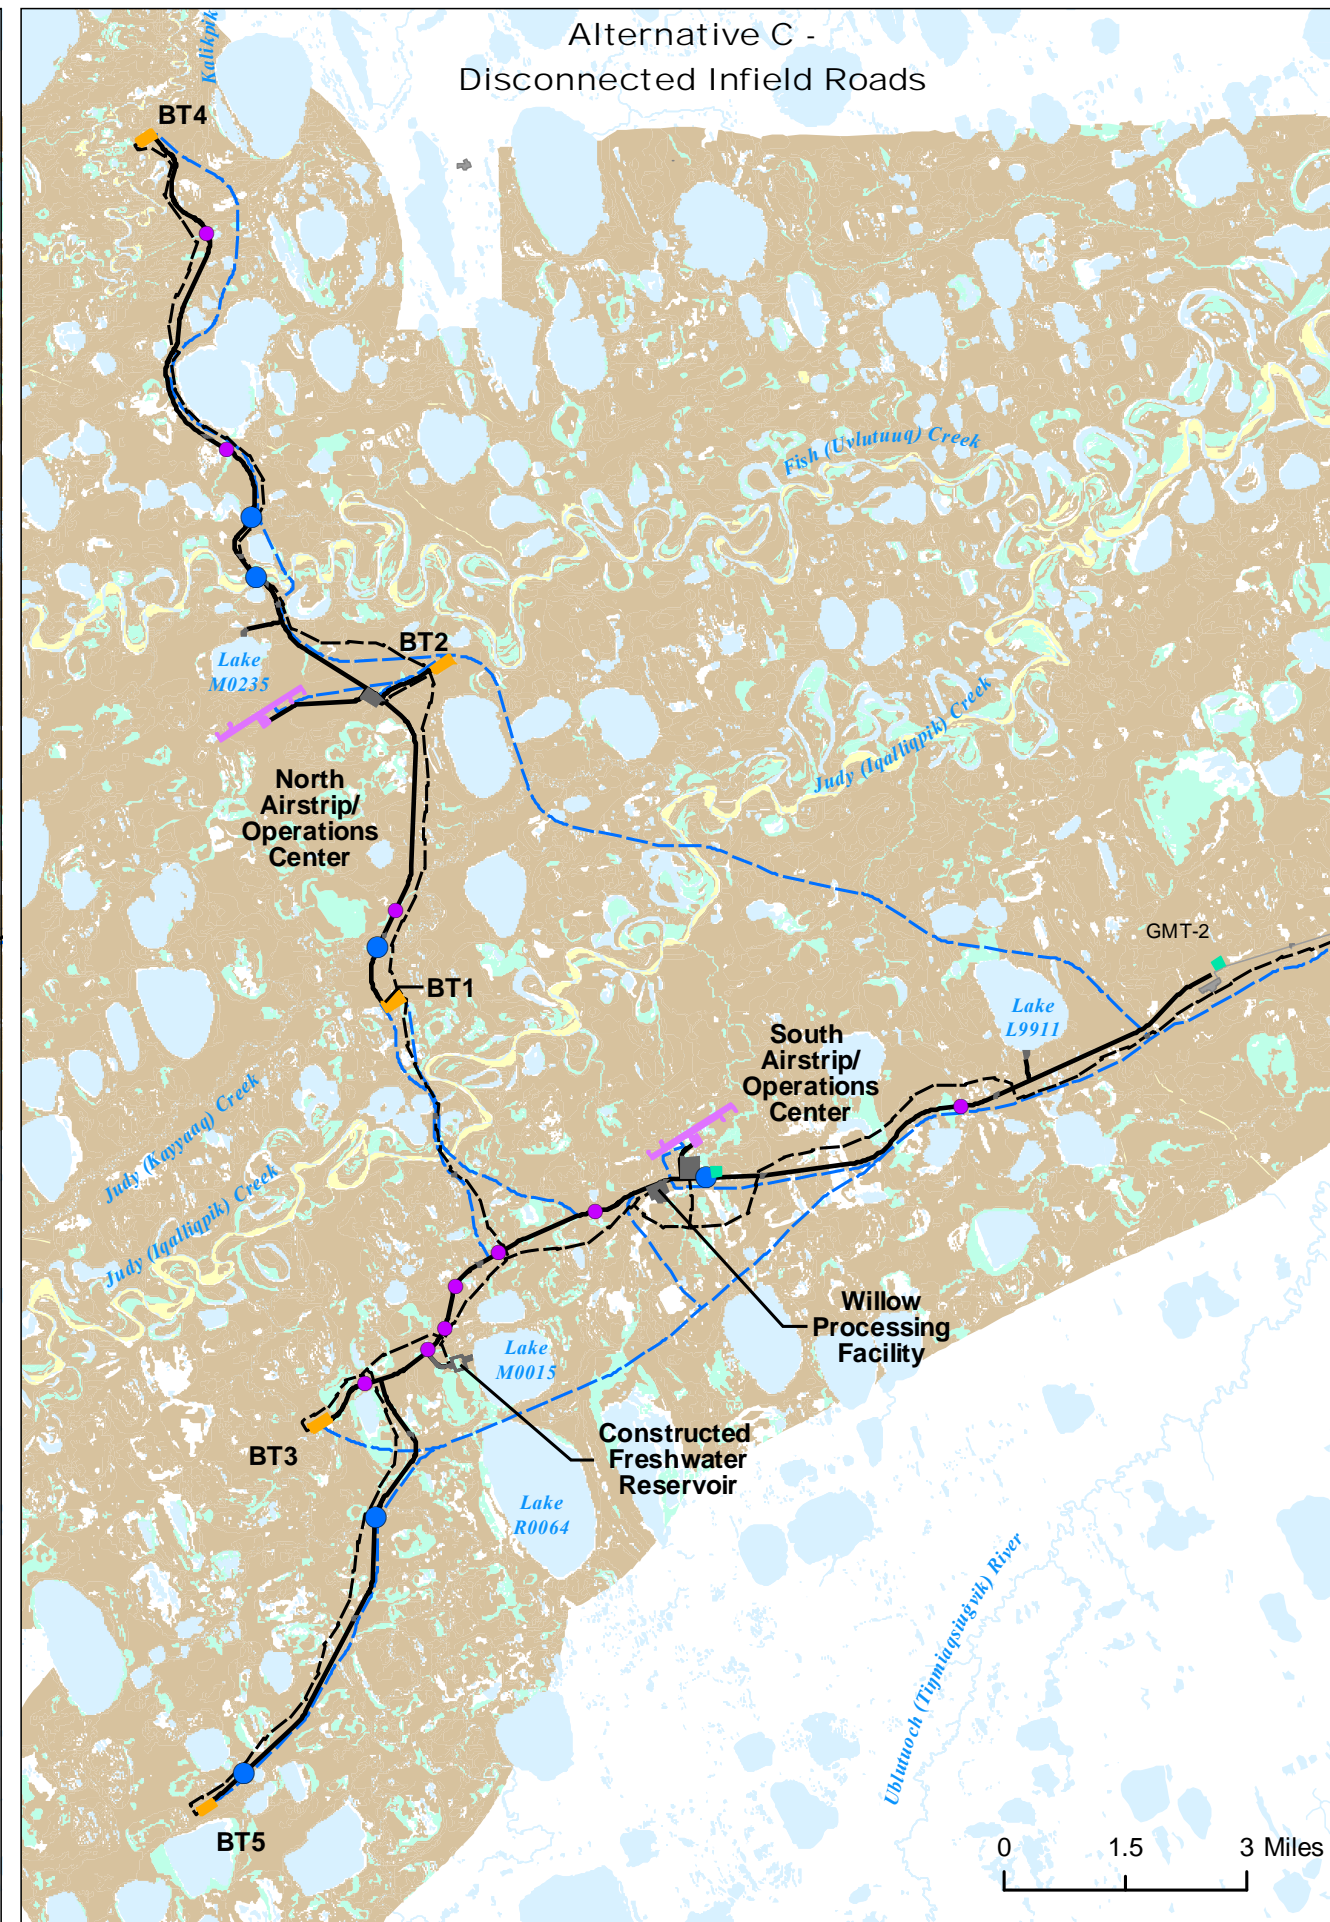 Alternative C -
Disconnected Infield Roads
Kalikpik
BT4
Fish (Uvlutuuq) Creek
BT2
Lake
M0235
Judy (Iqalliqpik) Creek
North
Airstrip/
Operations
Center
GMT-2
BT1
Lake
L9911
South
Airstrip/
Operations
Center
Judy (Kayyaaq) Creek
Judy (Iqalliqpik) Creek
Willow
Processing
Facility
Lake
M0015
Constructed
Freshwater
Reservoir
BT3
Lake
R0064
Ublutuoch (Tiŋmiaqsiuġvik) River
BT5
0 1.5 3 Miles